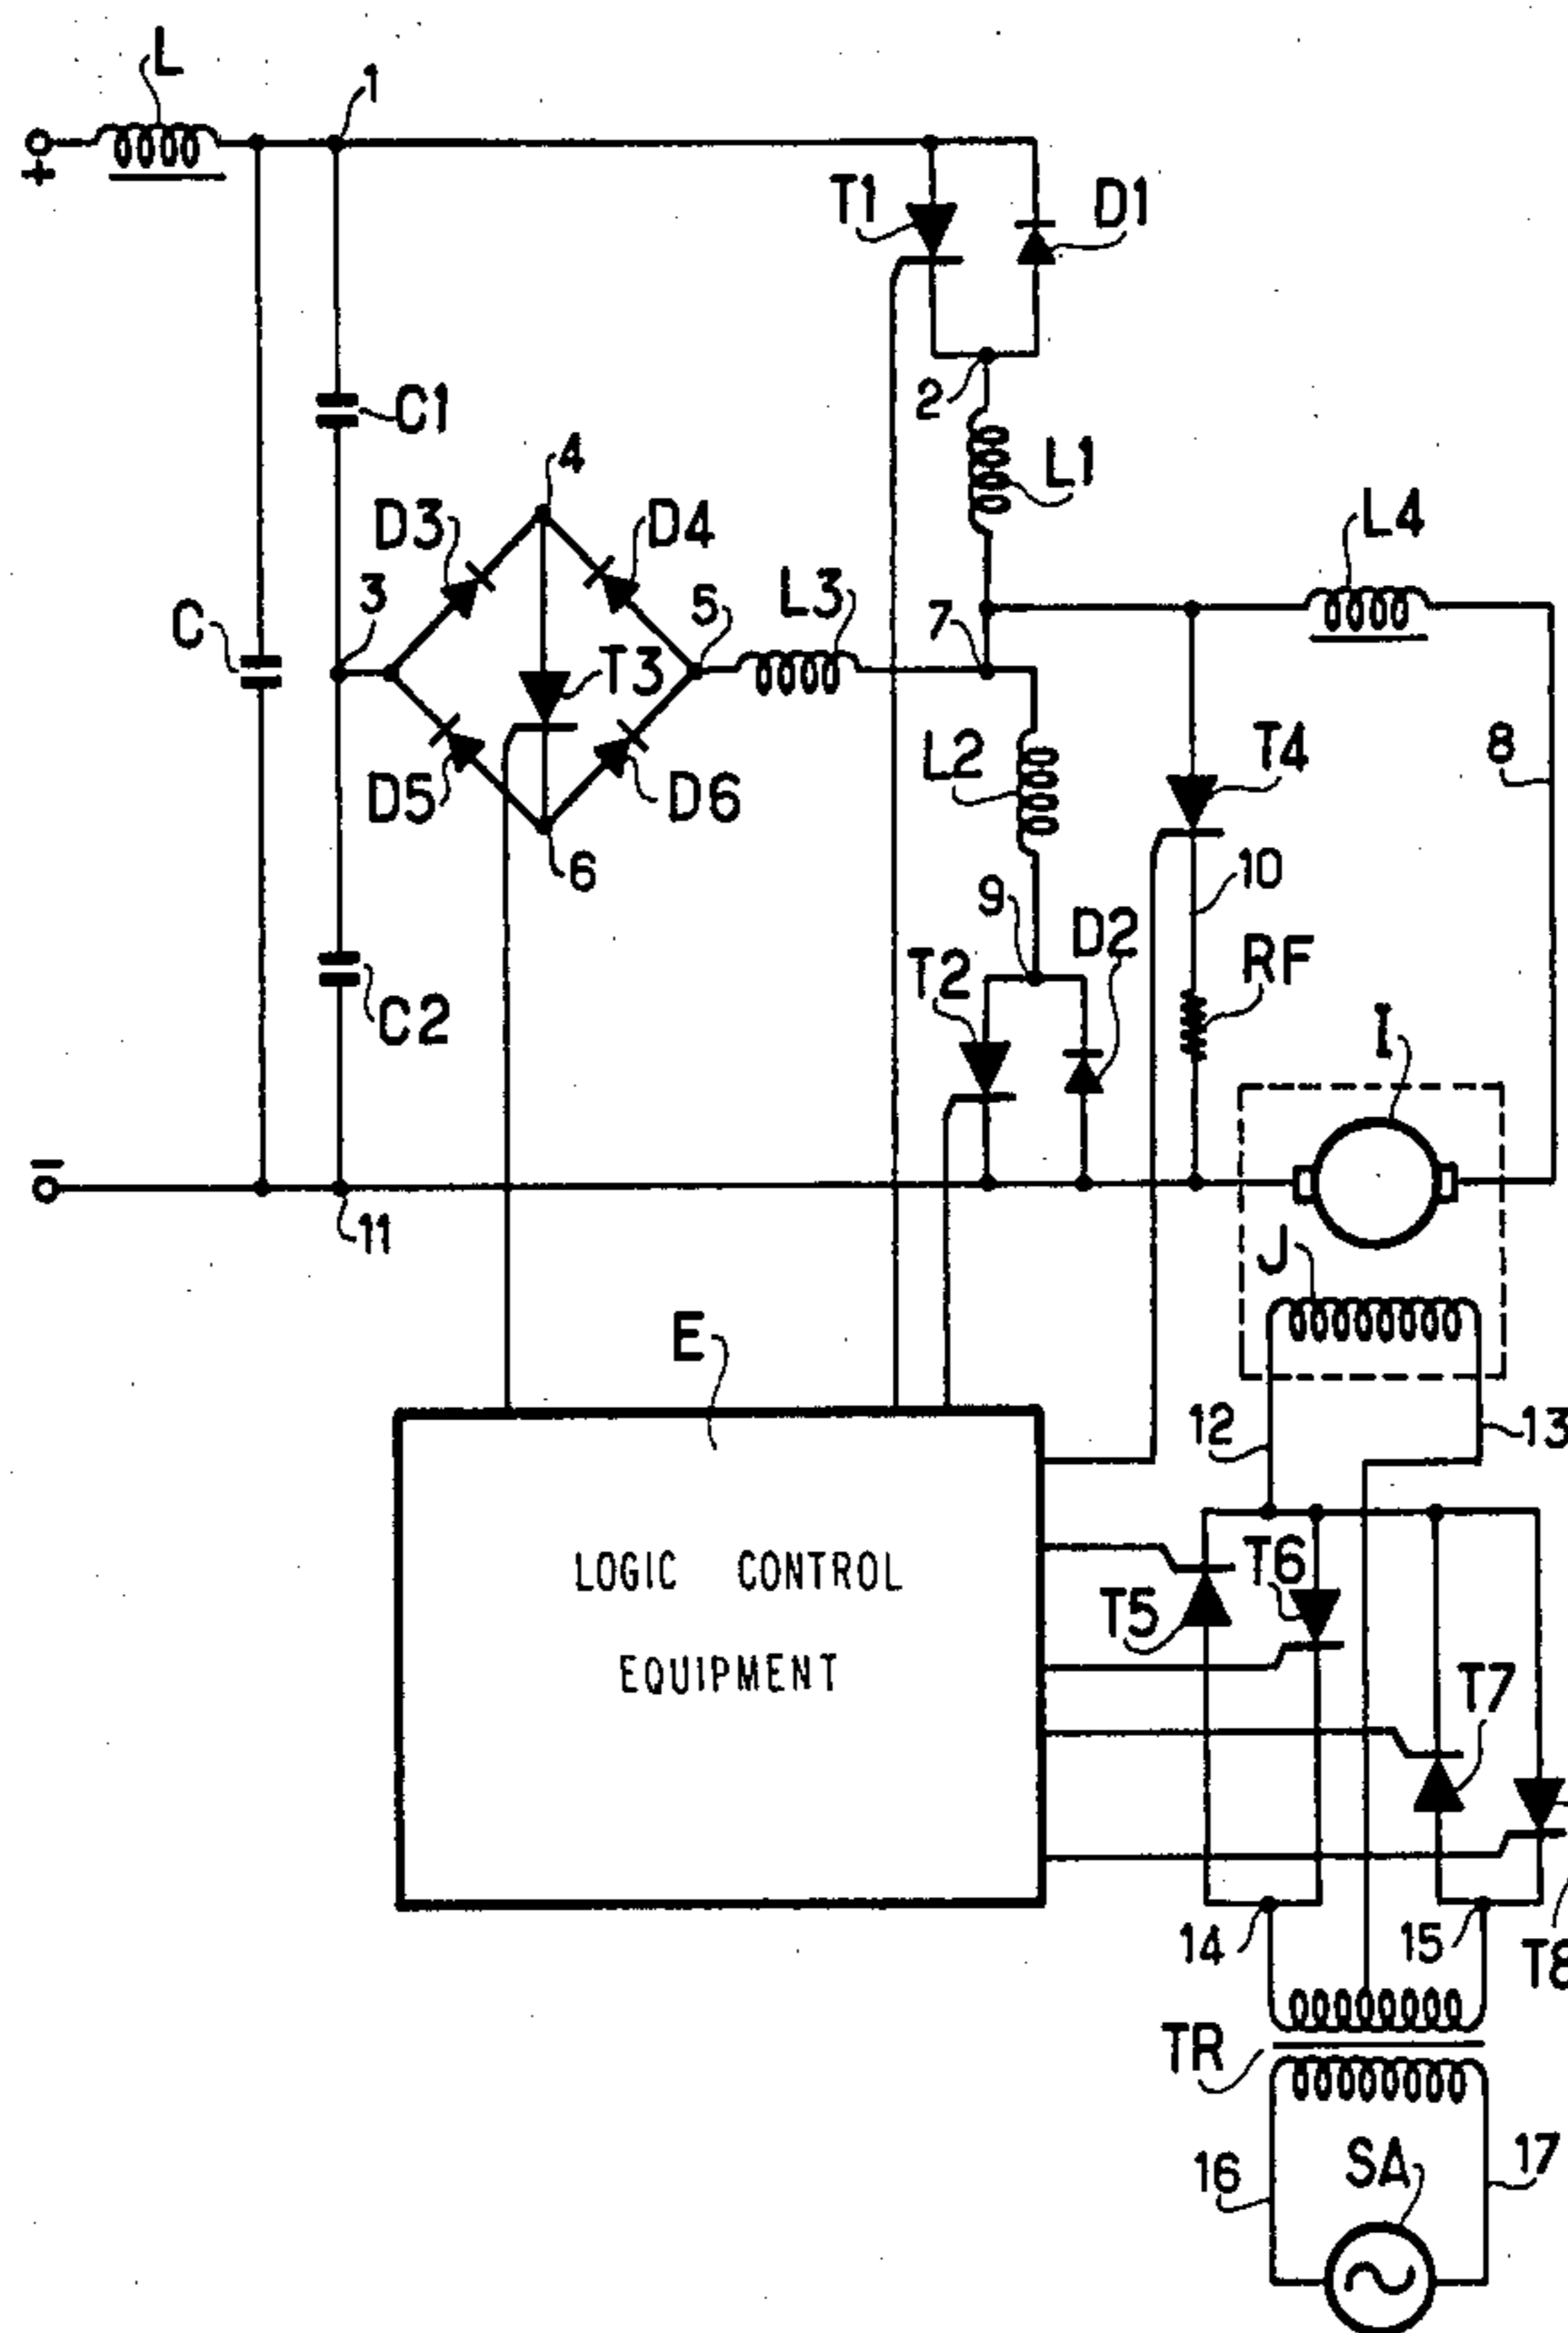 L
1
+
T1
D1
C1
2
4
L1
D3
D4
L4
3
5
L3
7
C
T3
L2
T4
8
D5
D6
6
10
9
D2
T2
RF
C2
I
−
11
J
E
12
13
LOGIC CONTROL
EQUIPMENT
T6
T5
T7
14
15
T8
TR
16
SA
17